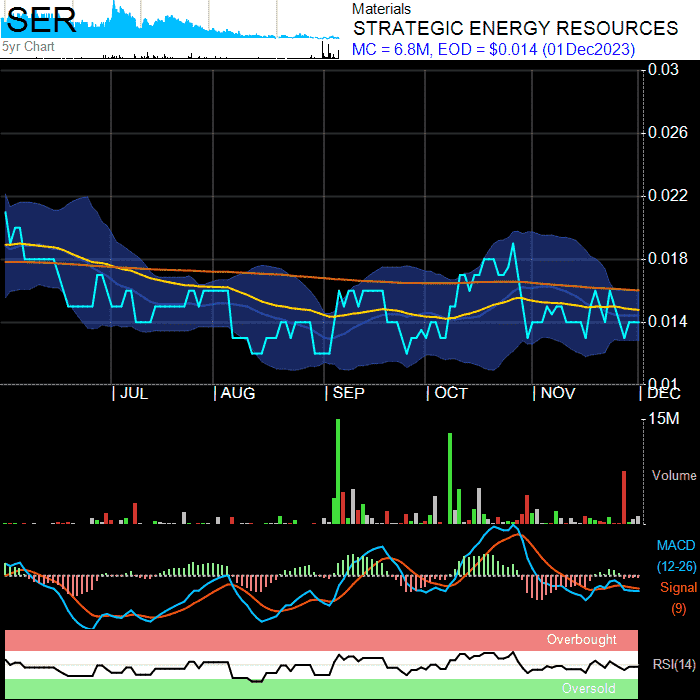 SER
5yr Chart
Materials
STRATEGIC ENERGY RESOURCES
MC = 6.8M, EOD = $0.014 (01Dec2023)
0.03
0.026
0.022
0.018
0.014
0.01
JUL AUG SEP OCT NOV DEC
15M
Volume
MACD
(12-26)
Signal
(9)
Overbought
RSI(14)
Oversold